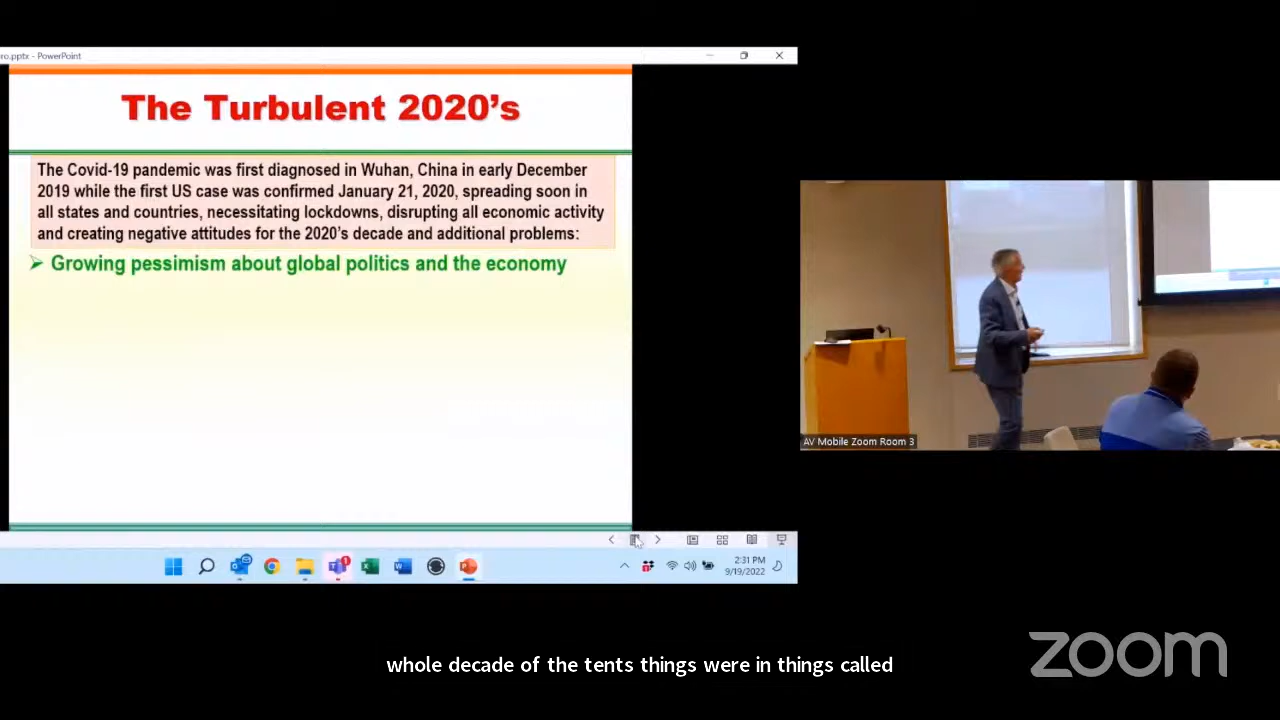 ro.pptx - PowerPoint
The Turbulent 2020's
The Covid-19 pandemic was first diagnosed in Wuhan, China in early December
2019 while the first US case was confirmed January 21, 2020, spreading soon in
all states and countries, necessitating lockdowns, disrupting all economic activity
and creating negative attitudes for the 2020's decade and additional problems:
➢ Growing pessimism about global politics and the economy
AV Mobile Zoom Room 3
2:31 PM
9/19/2022
whole decade of the tents things were in things called
zoom